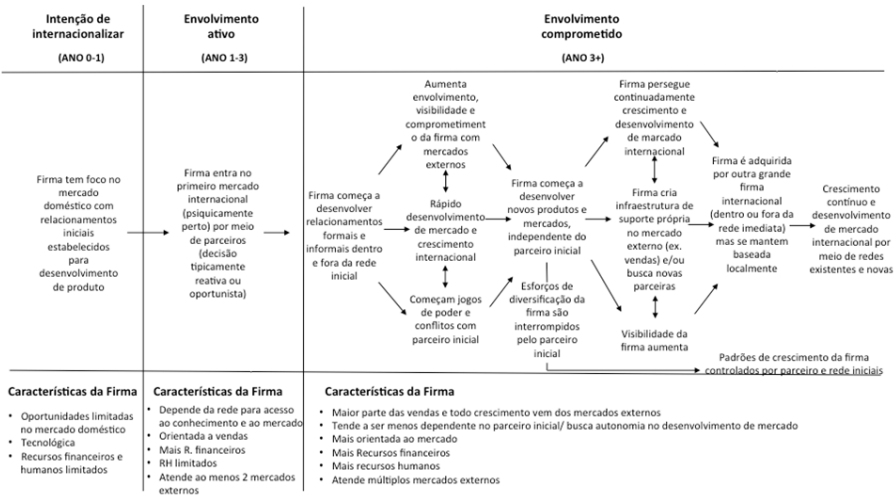 Intenção de
internacionalizar
(ANO 0-1)
Envolvimento
ativo
(ANO 1-3)
Envolvimento
comprometido
(ANO 3+)
Firma tem foco no
mercado
doméstico com
relacionamentos
iniciais
estabelecidos
para
desenvolvimento
de produto
Firma entra no
primeiro mercado
internacional
(psiquicamente
perto) por meio
de parceiros
(decisão
tipicamente
reativa ou
oportunista)
Firma começa a
desenvolver
relacionamentos
formais e
informais dentro
e fora da rede
inicial
Aumenta
envolvimento,
visibilidade e
comprometiment
o da firma com
mercados
externos
Rápido
desenvolvimento
de mercado e
crescimento
internacional
Começam jogos
de poder e
conflitos com
parceiro inicial
Firma começa a
desenvolver
novos produtos e
mercados,
independente do
parceiro inicial
Esforços de
diversificação da
firma são
interrompidos
pelo parceiro
inicial
Firma persegue
continuadamente
crescimento e
desenvolvimento
de marcado
internacional
Firma cria
infraestrutura de
suporte própria
no mercado
externo (ex.
vendas) e/ou
busca novas
parceiras
Visibilidade da
firma aumenta
Firma é adquirida
por outra grande
firma
internacional
(dentro ou fora da
rede imediata)
mas se mantem
baseada
localmente
Crescimento
contínuo e
desenvolvimento
de mercado
internacional por
meio de redes
existentes e novas
Padrões de crescimento da firma
controlados por parceiro e rede iniciais
Características da Firma
• Oportunidades limitadas
no mercado doméstico
• Tecnológica
• Recursos financeiros e
humanos limitados
Características da Firma
• Depende da rede para acesso
ao conhecimento e ao mercado
• Orientada a vendas
• Mais R. financeiros
• RH limitados
• Atende ao menos 2 mercados
externos
Características da Firma
• Maior parte das vendas e todo crescimento vem dos mercados externos
• Tende a ser menos dependente no parceiro inicial/ busca autonomia no desenvolvimento de mercado
• Mais orientada ao mercado
• Mais Recursos financeiros
• Mais recursos humanos
• Atende múltiplos mercados externos